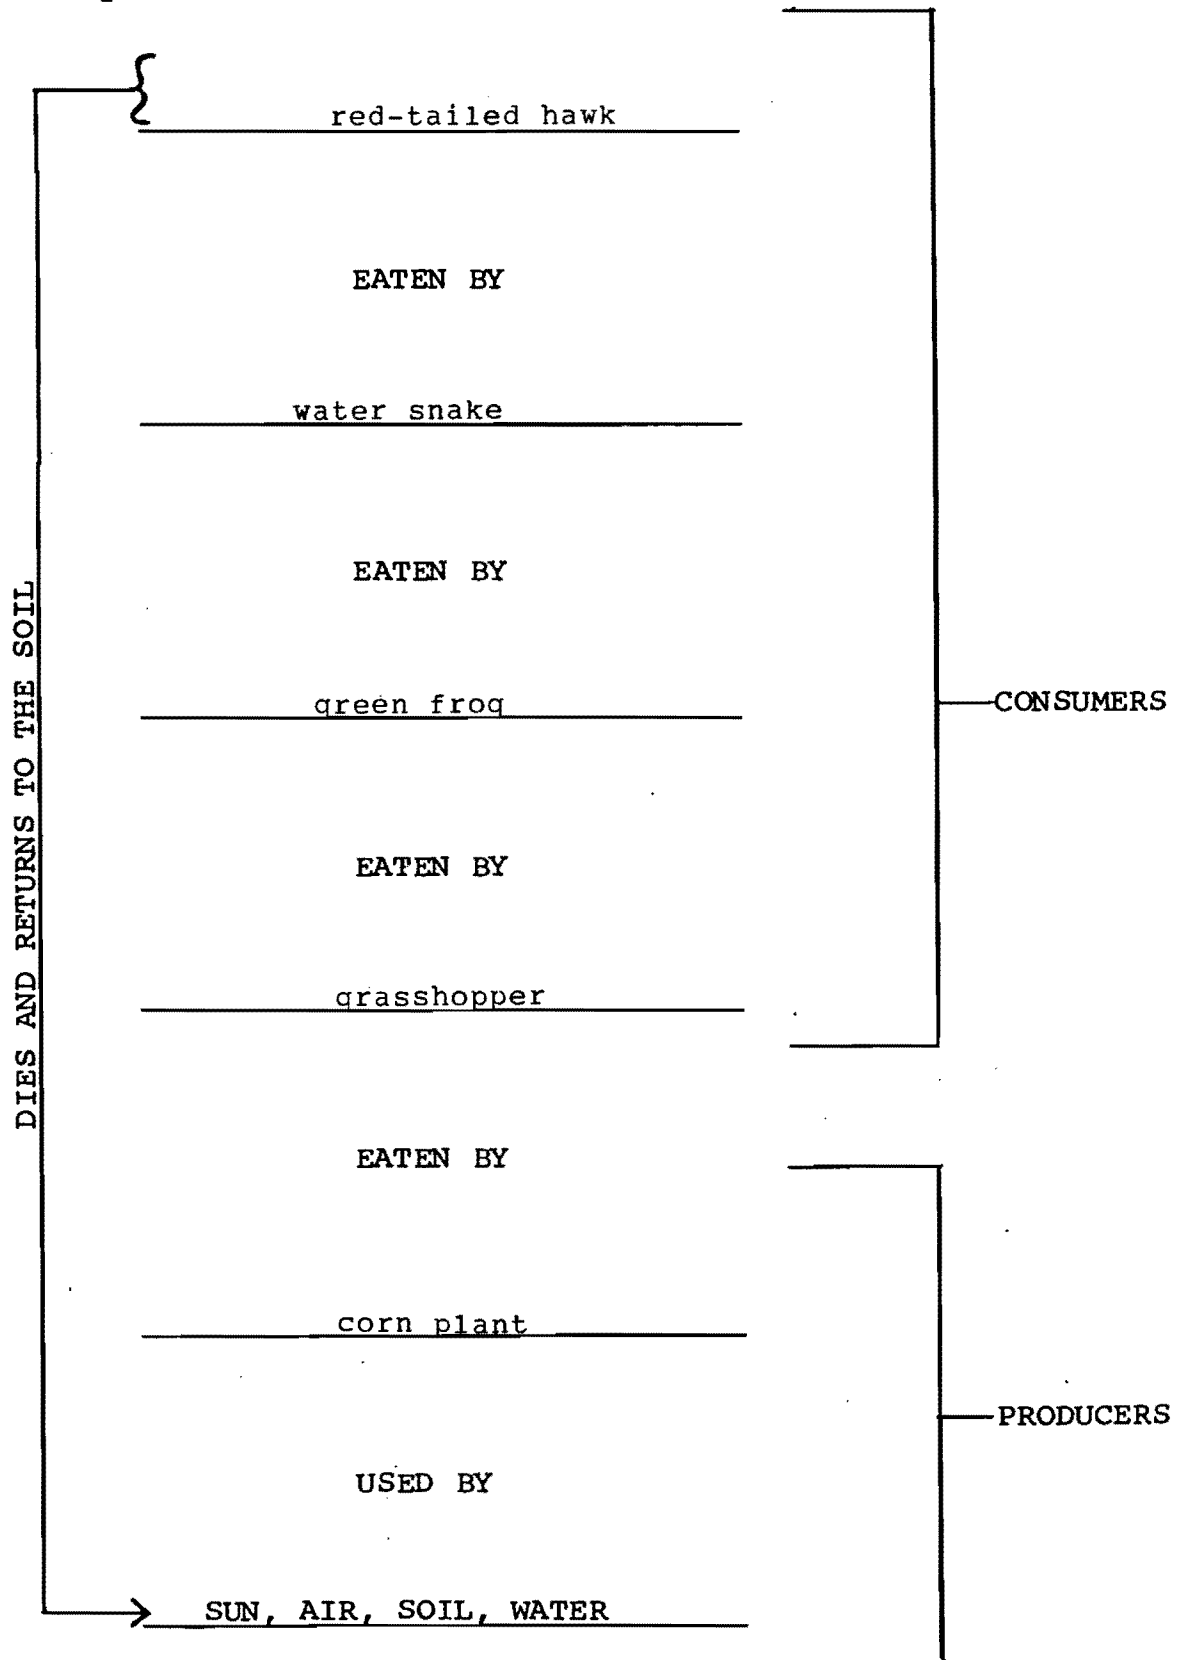 red-tailed hawk
EATEN BY
water snake
EATEN BY
green frog
CONSUMERS
EATEN BY
grasshopper
EATEN BY
corn plant
PRODUCERS
USED BY
SUN, AIR, SOIL, WATER
DIES AND RETURNS TO THE SOIL